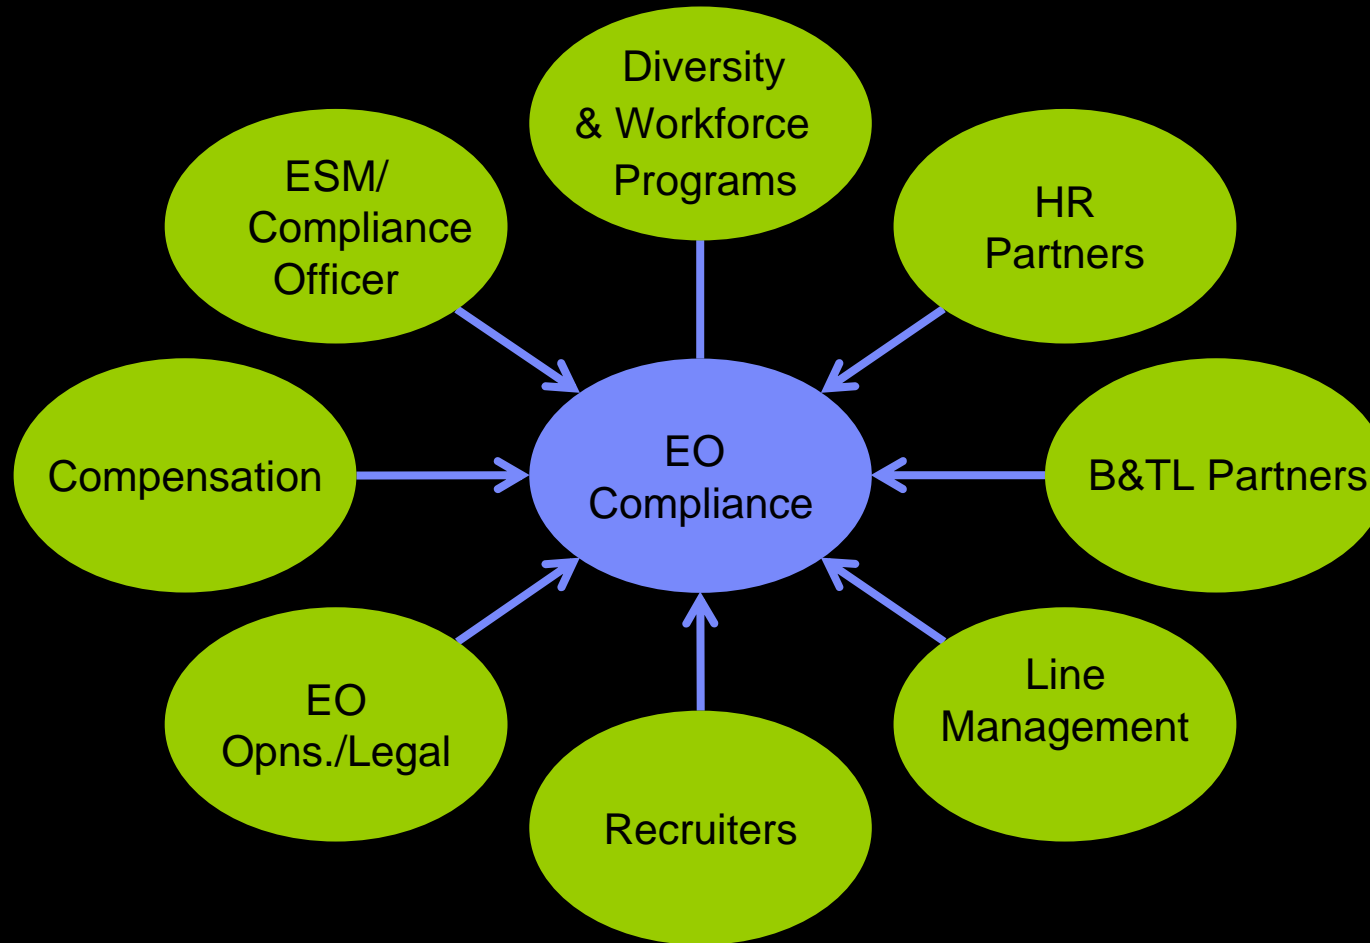 Diversity
& Workforce
Programs
ESM/
Compliance
Officer
HR
Partners
Compensation
EO
Compliance
B&TL Partners
EO
Opns./Legal
Line
Management
Recruiters